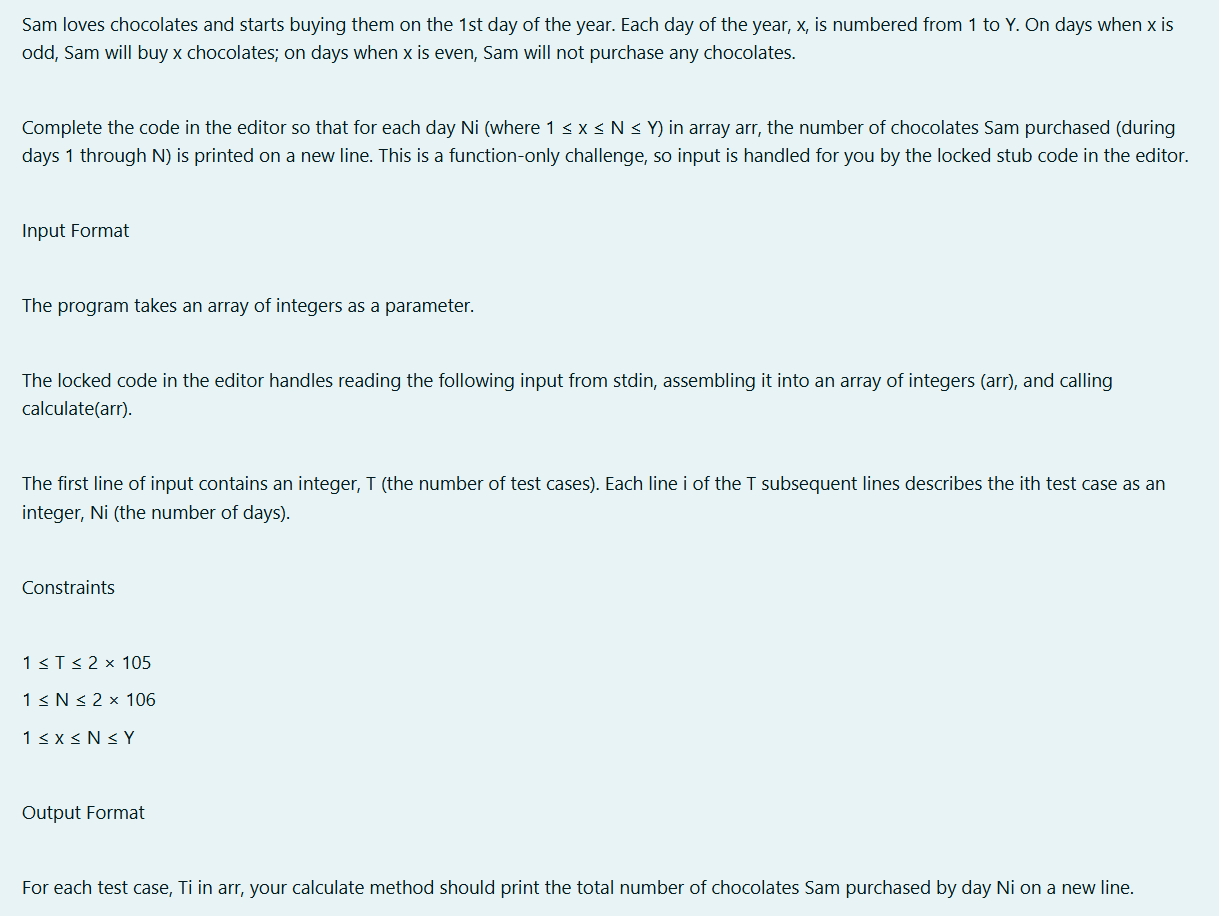 Sam loves chocolates and starts buying them on the 1st day of the year. Each day of the year, x, is numbered from 1 to Y. On days when x is
odd, Sam will buy x chocolates; on days when x is even, Sam will not purchase any chocolates.
Complete the code in the editor so that for each day Ni (where 1 ≤ x ≤ N ≤ Y) in array arr, the number of chocolates Sam purchased (during
days 1 through N) is printed on a new line. This is a function-only challenge, so input is handled for you by the locked stub code in the editor.
Input Format
The program takes an array of integers as a parameter.
The locked code in the editor handles reading the following input from stdin, assembling it into an array of integers (arr), and calling
calculate(arr).
The first line of input contains an integer, T (the number of test cases). Each line i of the T subsequent lines describes the ith test case as an
integer, Ni (the number of days).
Constraints
1 ≤ T ≤ 2 × 105
1 ≤ N ≤ 2 × 106
1 ≤ x ≤ N ≤ Y
Output Format
For each test case, Ti in arr, your calculate method should print the total number of chocolates Sam purchased by day Ni on a new line.